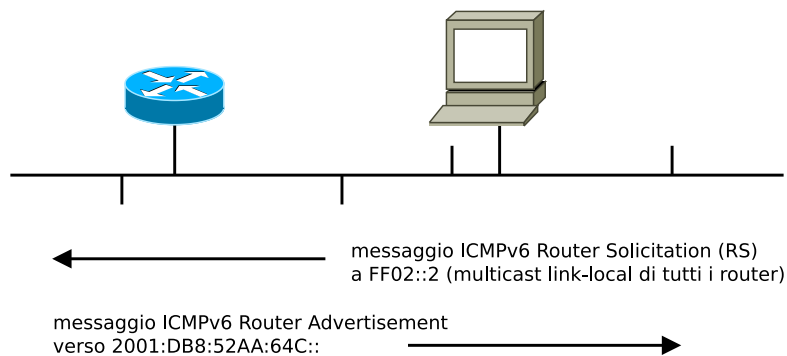 messaggio ICMPv6 Router Solicitation (RS)
a FF02::2 (multicast link-local di tutti i router)
messaggio ICMPv6 Router Advertisement
verso 2001:DB8:52AA:64C::